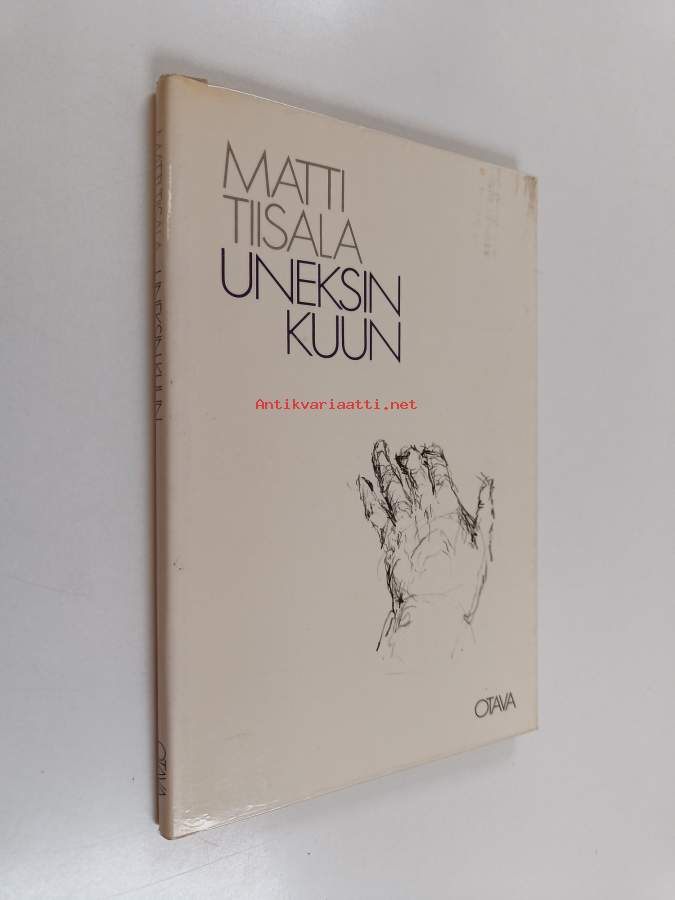 MATTI
TIISALA
UNEKSIN
KUUN
Antikvariaatti.net
OTAVA
MATTI TIISALA UNEKSIN KUUN
OTAVA